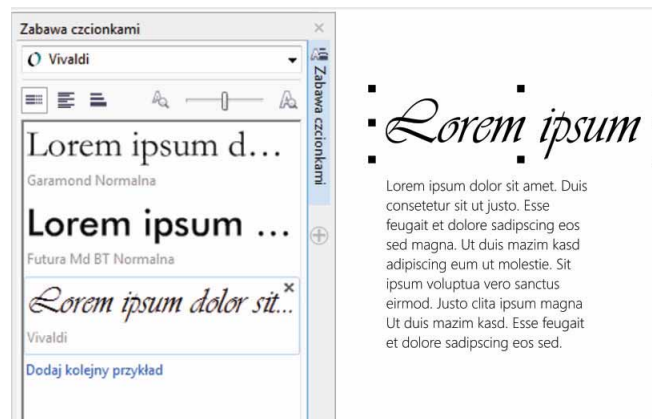 Zabawa czcionkami
Vivaldi
Zabawa czcionkami
Lorem ipsum d...
Garamond Normalna
Lorem ipsum ...
Futura Md BT Normalna
Lorem ipsum dolor sit...
Vivaldi
Dodaj kolejny przykład
Lorem ipsum
Lorem ipsum dolor sit amet. Duis
consetetur sit ut justo. Esse
feugait et dolore sadipscing eos
sed magna. Ut duis mazim kasd
adipiscing eum ut molestie. Sit
ipsum voluptua vero sanctus
eirmod. Justo clita ipsum magna
Ut duis mazim kasd. Esse feugait
et dolore sadipscing eos sed.